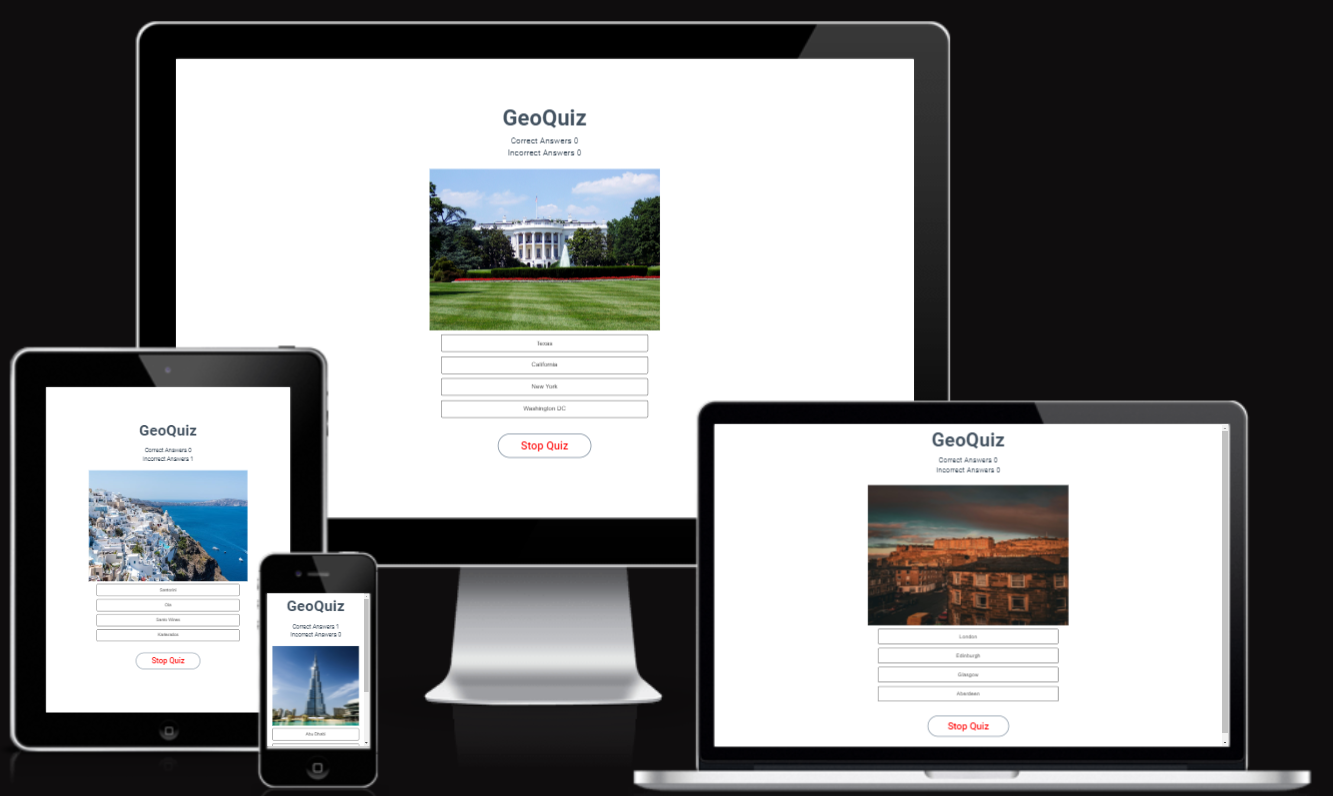 GeoQuiz
Correct Answers 0
Incorrect Answers 0
Texas
California
New York
Washington DC
Stop Quiz
GeoQuiz
Correct Answers 0
Incorrect Answers 1
Santorini
Oia
Stop Quiz
GeoQuiz
Correct Answers 1
Incorrect Answers 0
Abu Dhabi
GeoQuiz
Correct Answers 0
Incorrect Answers 0
London
Edinburgh
Glasgow
Aberdeen
Stop Quiz